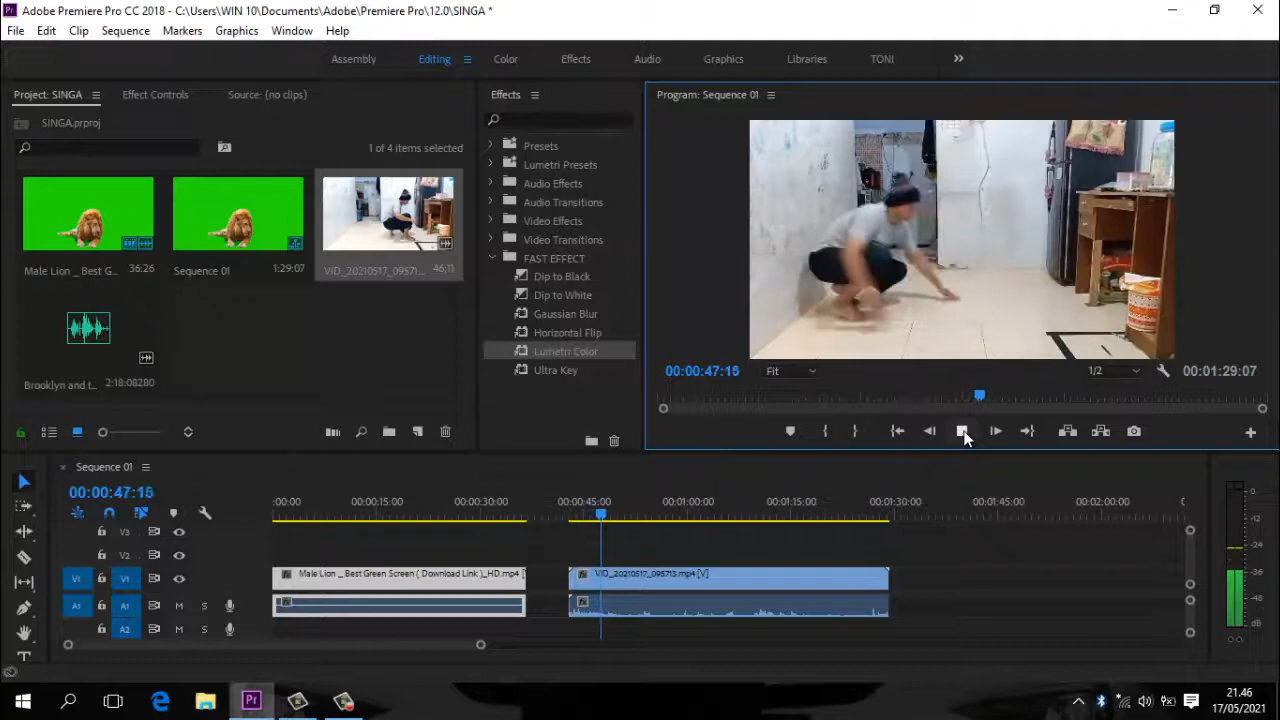 Adobe Premiere Pro CC 2018 - C:\Users\WIN 10\Documents\Adobe\Premiere Pro\12.0\SINGA *
File Edit Clip Sequence Markers Graphics Window Help
Assembly Editing Color Effects Audio Graphics Libraries TONI
Project: SINGA Effect Controls Source: (no clips) Effects Program: Sequence 01
SINGA.prproj
1 of 4 items selected
Presets
Lumetri Presets
Audio Effects
Audio Transitions
Video Effects
Video Transitions
FAST EFFECT
Dip to Black
Dip to White
Gaussian Blur
Horizontal Flip
Lumetri Color
Ultra Key
Male Lion _ Best G... 36:26 Sequence 01 1:29:07 VID_20210517_09571... 46:11
Brooklyn and t... 2:18:08280
00:00:47:15 Fit 1/2 00:01:29:07
Sequence 01
00:00:47:15
:00:00 00:00:15:00 00:00:30:00 00:00:45:00 00:01:00:00 00:01:15:00 00:01:30:00 00:01:45:00 00:02:00:00
V3
V2
V1 V1 Male Lion _ Best Green Screen ( Download Link )_HD.mp4 [ VID_20210517_095713.mp4 [V]
A1 A1 M S
A2 M S
0
-12
-24
-36
-48
dB
21.46
17/05/2021